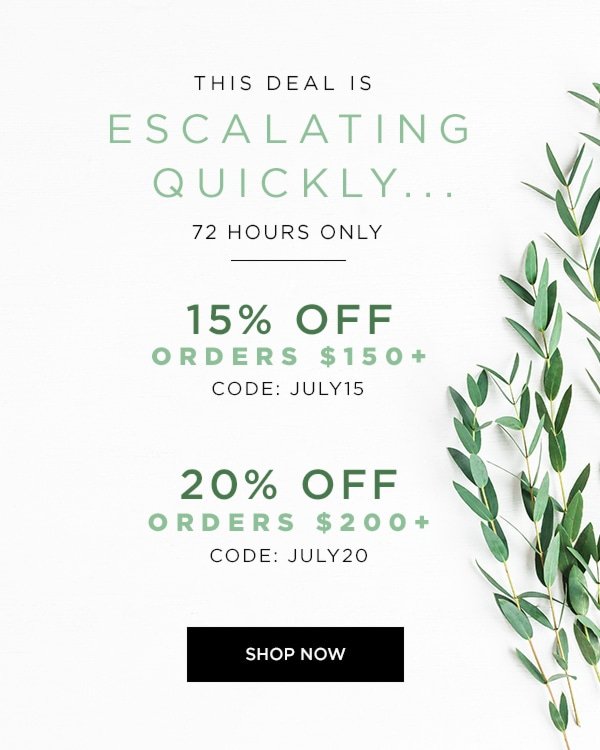 THIS DEAL IS
ESCALATING
QUICKLY...
72 HOURS ONLY
15% OFF
ORDERS $150+
CODE: JULY15
20% OFF
ORDERS $200+
CODE: JULY20
SHOP NOW